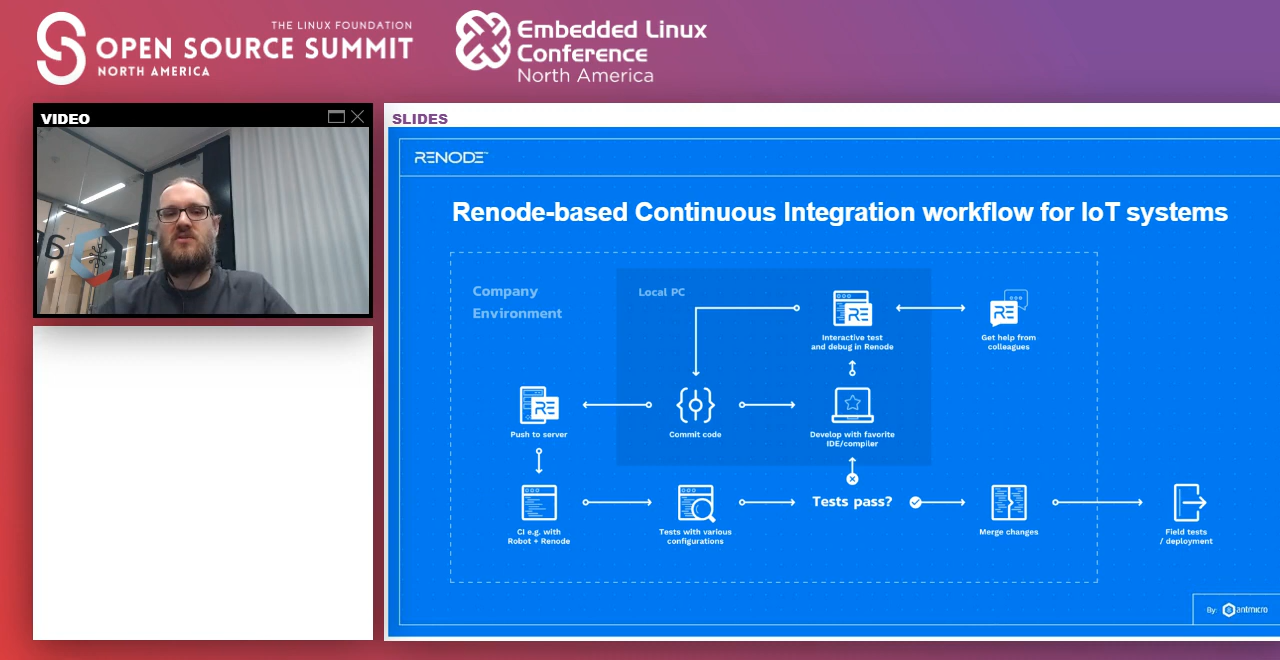 THE LINUX FOUNDATION
OPEN SOURCE SUMMIT
NORTH AMERICA
Embedded Linux
Conference
North America
VIDEO
SLIDES
RENODE
Renode-based Continuous Integration workflow for IoT systems
Company
Environment
Local PC
RE
Interactive test
and debug in Renode
RE
Get help from
colleagues
RE
Push to server
Commit code
Develop with favorite
IDE/compiler
CI e.g. with
Robot + Renode
Tests with various
configurations
Tests pass?
Merge changes
Field tests
/ deployment
By: antmicro